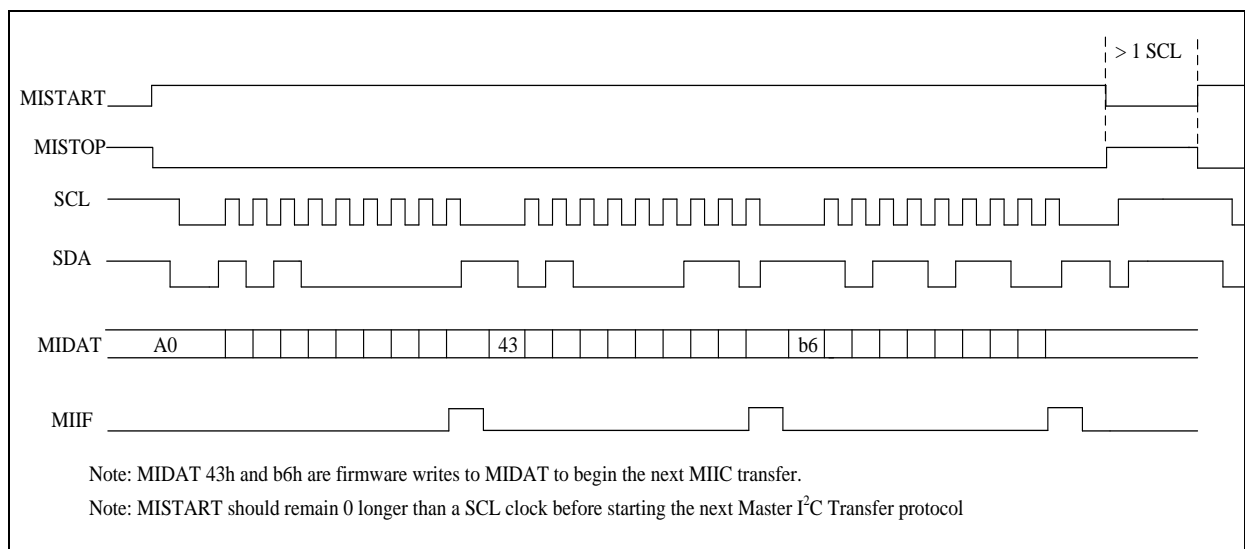 > 1 SCL
MISTART
MISTOP
SCL
SDA
MIDAT A0 43 b6
MIIF
Note: MIDAT 43h and b6h are firmware writes to MIDAT to begin the next MIIC transfer.
Note: MISTART should remain 0 longer than a SCL clock before starting the next Master I²C Transfer protocol